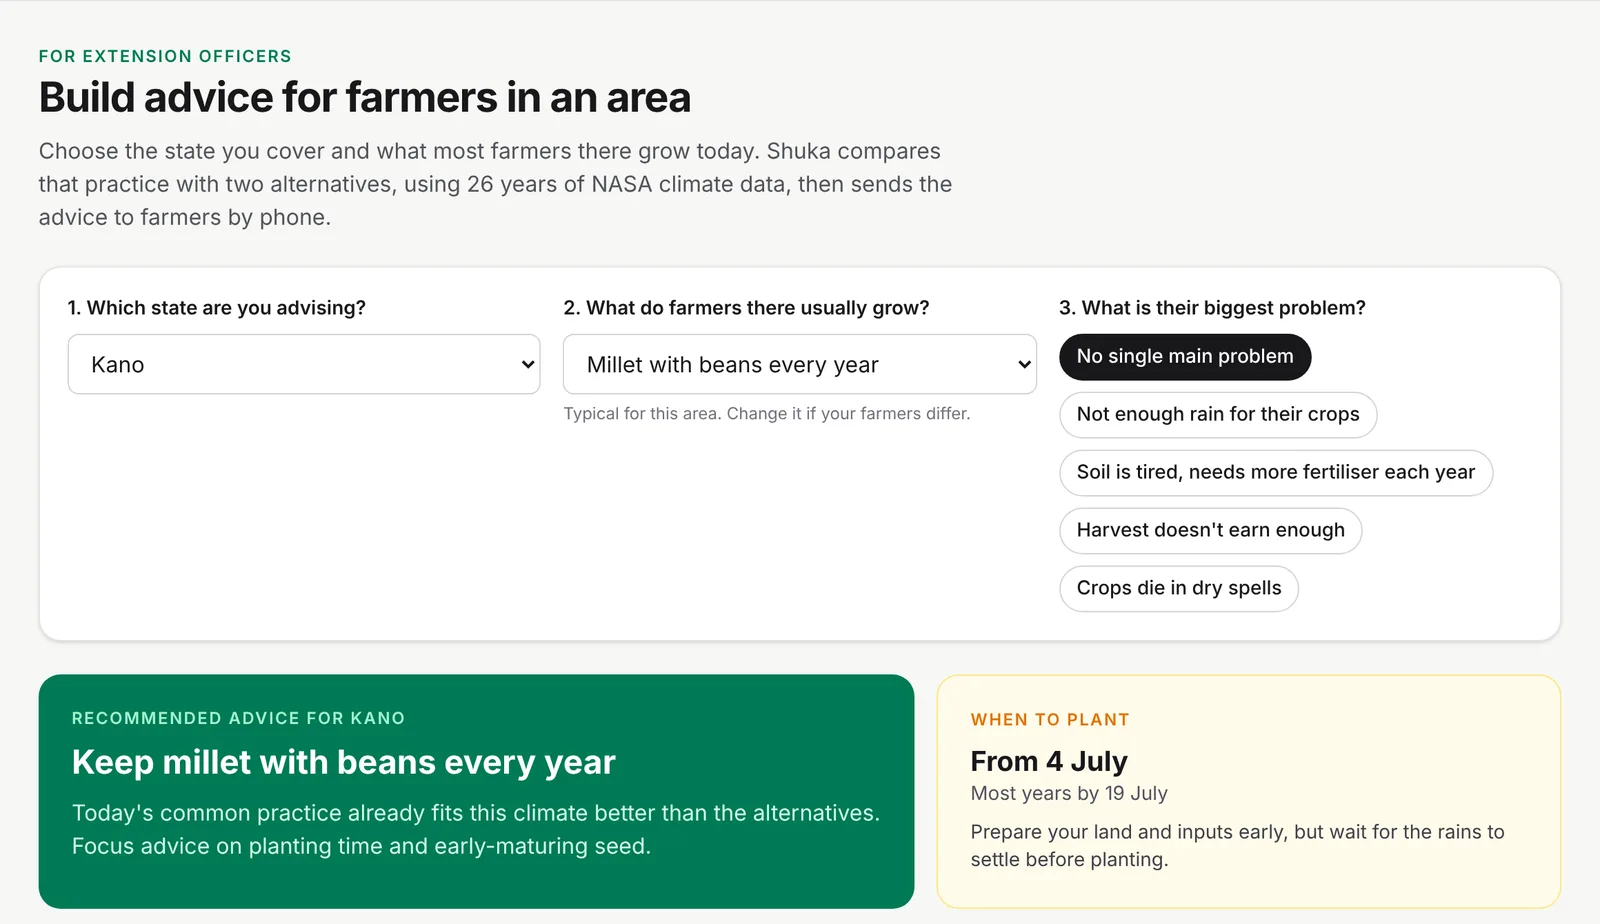 FOR EXTENSION OFFICERS
Build advice for farmers in an area
Choose the state you cover and what most farmers there grow today. Shuka compares
that practice with two alternatives, using 26 years of NASA climate data, then sends the
advice to farmers by phone.
1. Which state are you advising?
Kano
2. What do farmers there usually grow?
Millet with beans every year
Typical for this area. Change it if your farmers differ.
3. What is their biggest problem?
No single main problem
Not enough rain for their crops
Soil is tired, needs more fertiliser each year
Harvest doesn't earn enough
Crops die in dry spells
RECOMMENDED ADVICE FOR KANO
Keep millet with beans every year
Today's common practice already fits this climate better than the alternatives.
Focus advice on planting time and early-maturing seed.
WHEN TO PLANT
From 4 July
Most years by 19 July
Prepare your land and inputs early, but wait for the rains to
settle before planting.